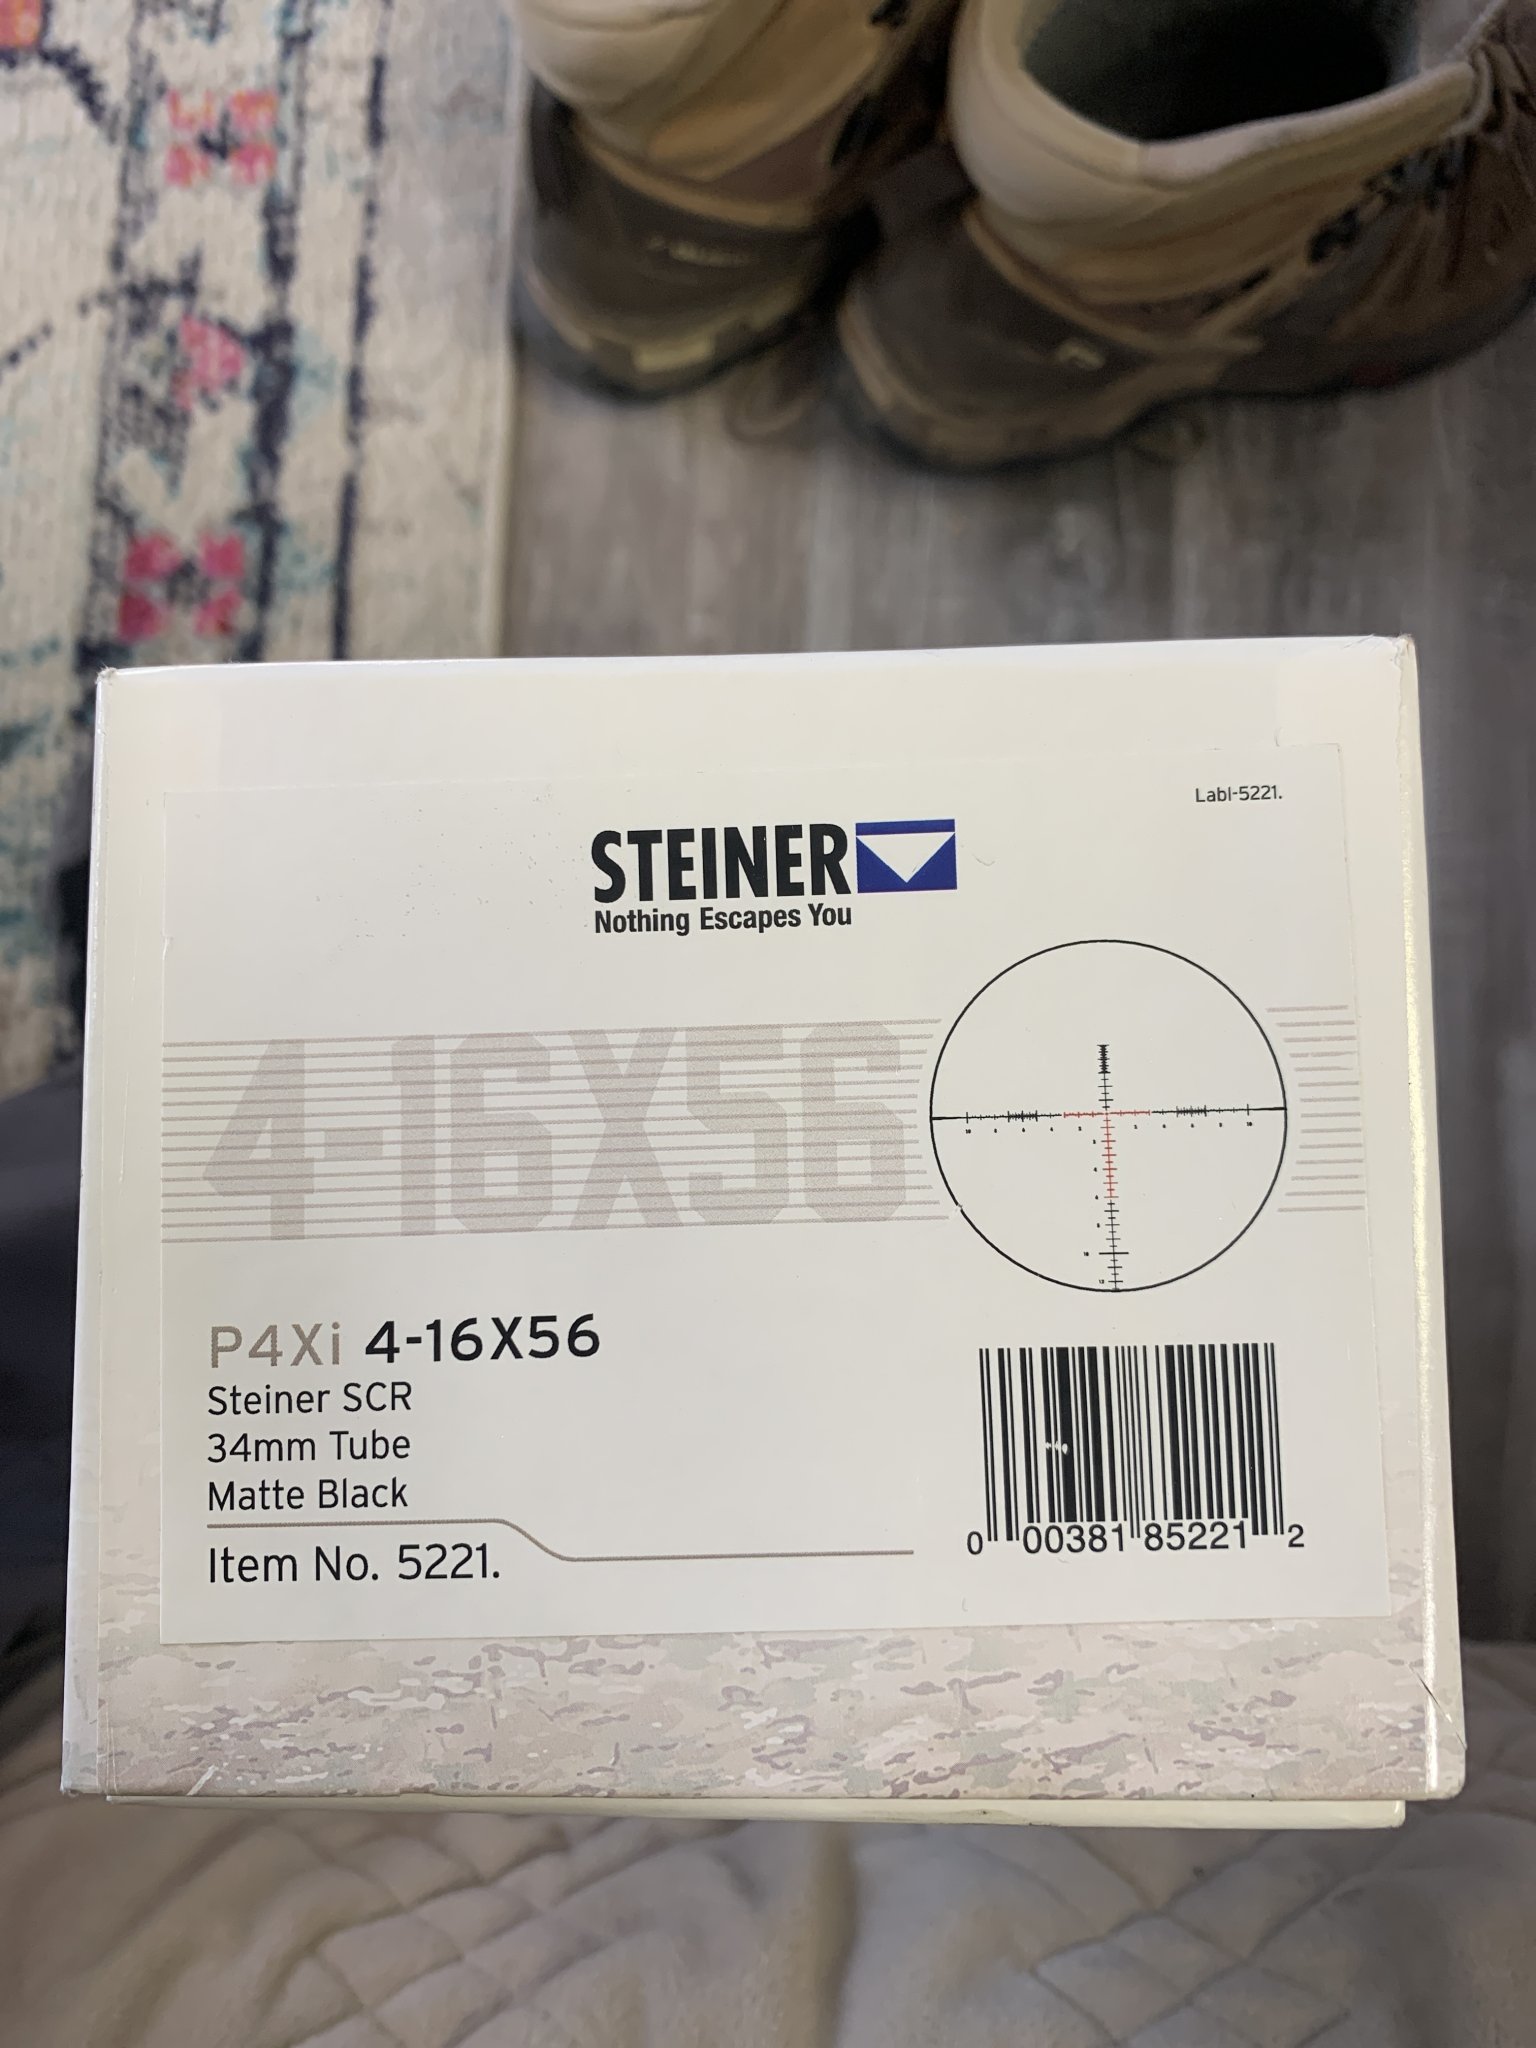 Labl-5221.
STEINER
Nothing Escapes You
4-16X56
P4Xi 4-16X56
Steiner SCR
34mm Tube
Matte Black
Item No. 5221.
0 00381 85221 2